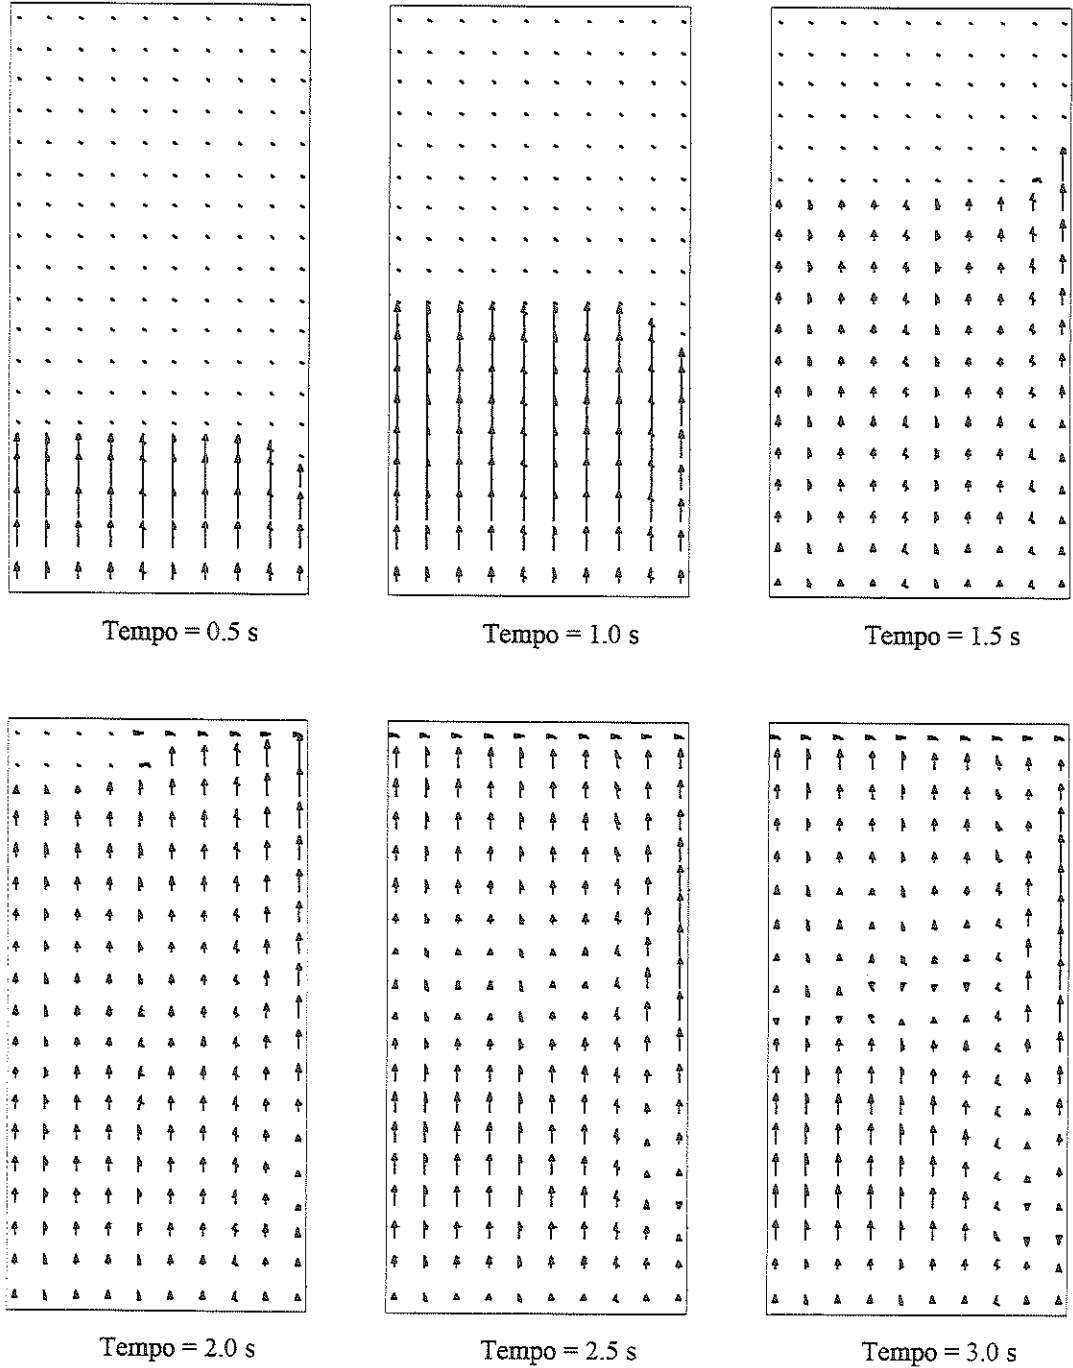 Tempo = 0.5 s
Tempo = 1.0 s
Tempo = 1.5 s
Tempo = 2.0 s
Tempo = 2.5 s
Tempo = 3.0 s